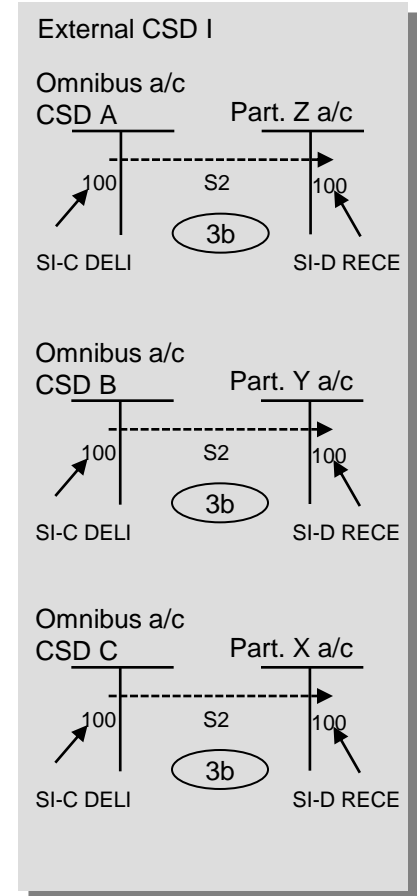 External CSD I
Omnibus a/c
CSD A Part. Z a/c
100 S2 100
3b
SI-C DELI SI-D RECE
Omnibus a/c
CSD B Part. Y a/c
100 S2 100
3b
SI-C DELI SI-D RECE
Omnibus a/c
CSD C Part. X a/c
100 S2 100
3b
SI-C DELI SI-D RECE